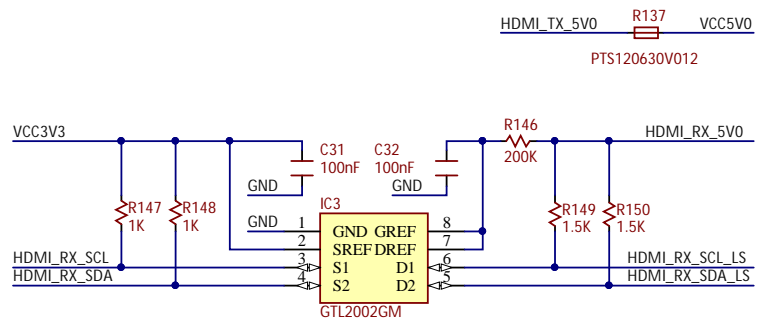 HDMI_TX_5V0 R137 VCC5V0
PTS120630V012
VCC3V3 C31 C32 R146 HDMI_RX_5V0
100nF 100nF 200K
GND GND
R147 R148 R149 R150
1K 1K 1.5K 1.5K
IC3
GND 1 GND GREF 8
2 SREF DREF 7
HDMI_RX_SCL 3 S1 D1 6 HDMI_RX_SCL_LS
HDMI_RX_SDA 4 S2 D2 5 HDMI_RX_SDA_LS
GTL2002GM